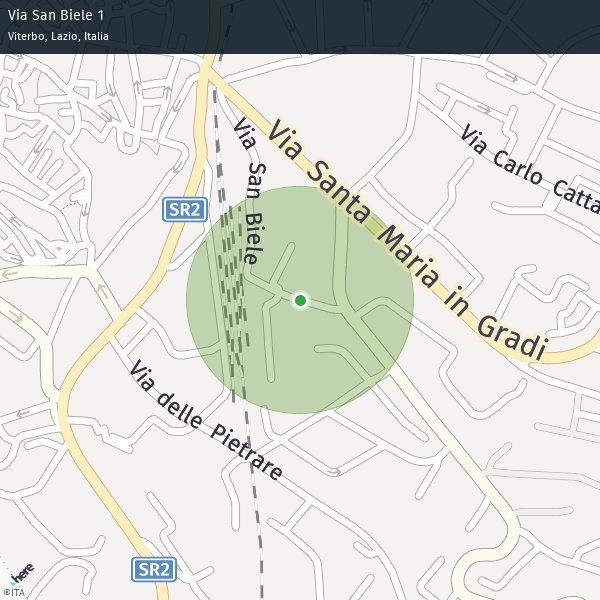 Via San Biele 1
Viterbo, Lazio, Italia
Via San Biele
Via Santa Maria in Gradi
Via Carlo Catta
SR2
Via delle Pietrare
SR2
here
©ITA